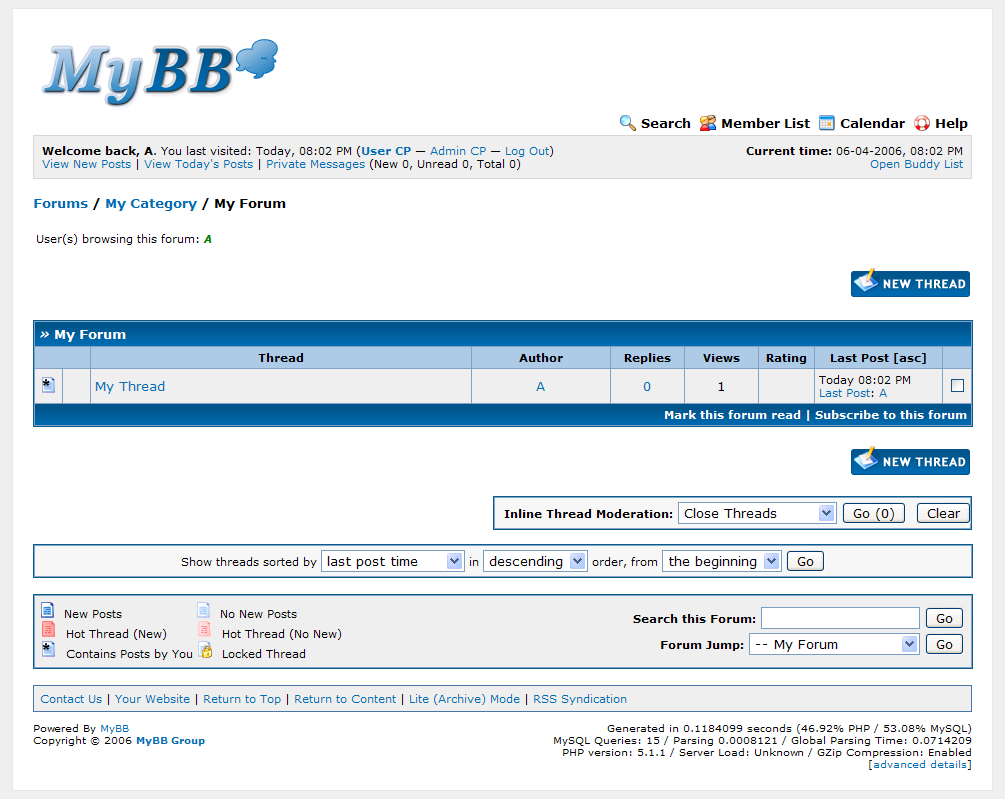 MyBB
Search Member List Calendar Help
Welcome back, A. You last visited: Today, 08:02 PM (User CP — Admin CP — Log Out)
Current time: 06-04-2006, 08:02 PM
View New Posts | View Today's Posts | Private Messages (New 0, Unread 0, Total 0)
Open Buddy List
Forums / My Category / My Forum
User(s) browsing this forum: A
NEW THREAD
» My Forum
Thread Author Replies Views Rating Last Post [asc]
My Thread A 0 1 Today 08:02 PM
Last Post: A
Mark this forum read | Subscribe to this forum
NEW THREAD
Inline Thread Moderation: Close Threads Go (0) Clear
Show threads sorted by last post time in descending order, from the beginning Go
New Posts No New Posts
Hot Thread (New) Hot Thread (No New)
Contains Posts by You Locked Thread
Search this Forum: Go
Forum Jump: -- My Forum Go
Contact Us | Your Website | Return to Top | Return to Content | Lite (Archive) Mode | RSS Syndication
Powered By MyBB
Copyright © 2006 MyBB Group
Generated in 0.1184099 seconds (46.92% PHP / 53.08% MySQL)
MySQL Queries: 15 / Parsing 0.0008121 / Global Parsing Time: 0.0714209
PHP version: 5.1.1 / Server Load: Unknown / GZip Compression: Enabled
[advanced details]